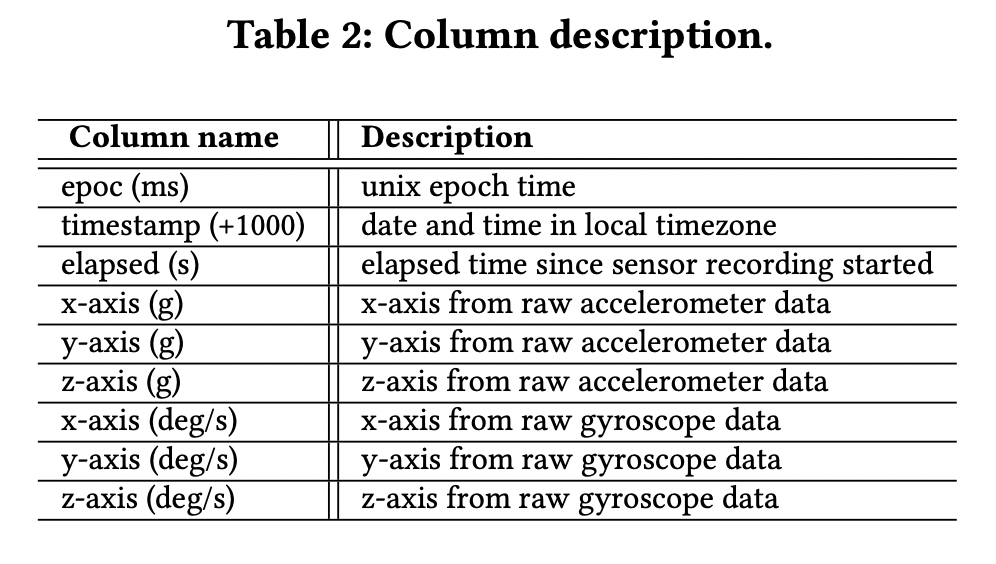 Table 2: Column description.
Column name Description
epoc (ms) unix epoch time
timestamp (+1000) date and time in local timezone
elapsed (s) elapsed time since sensor recording started
x-axis (g) x-axis from raw accelerometer data
y-axis (g) y-axis from raw accelerometer data
z-axis (g) z-axis from raw accelerometer data
x-axis (deg/s) x-axis from raw gyroscope data
y-axis (deg/s) y-axis from raw gyroscope data
z-axis (deg/s) z-axis from raw gyroscope data